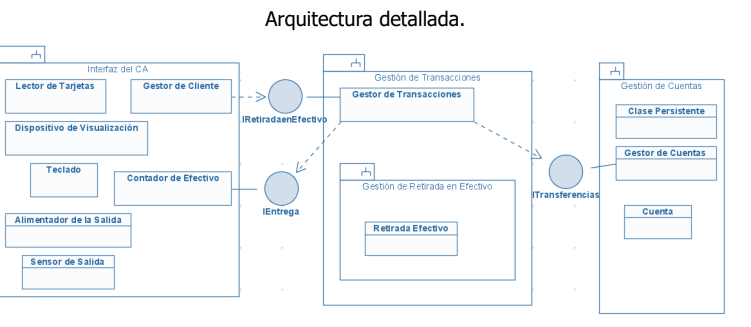 Arquitectura detallada.
Interfaz del CA
Lector de Tarjetas
Gestor de Cliente
Dispositivo de Visualización
Teclado
Contador de Efectivo
Alimentador de la Salida
Sensor de Salida
IRetiradaenEfectivo
IEntrega
Gestión de Transacciones
Gestor de Transacciones
Gestión de Retirada en Efectivo
Retirada Efectivo
ITransferencias
Gestión de Cuentas
Clase Persistente
Gestor de Cuentas
Cuenta